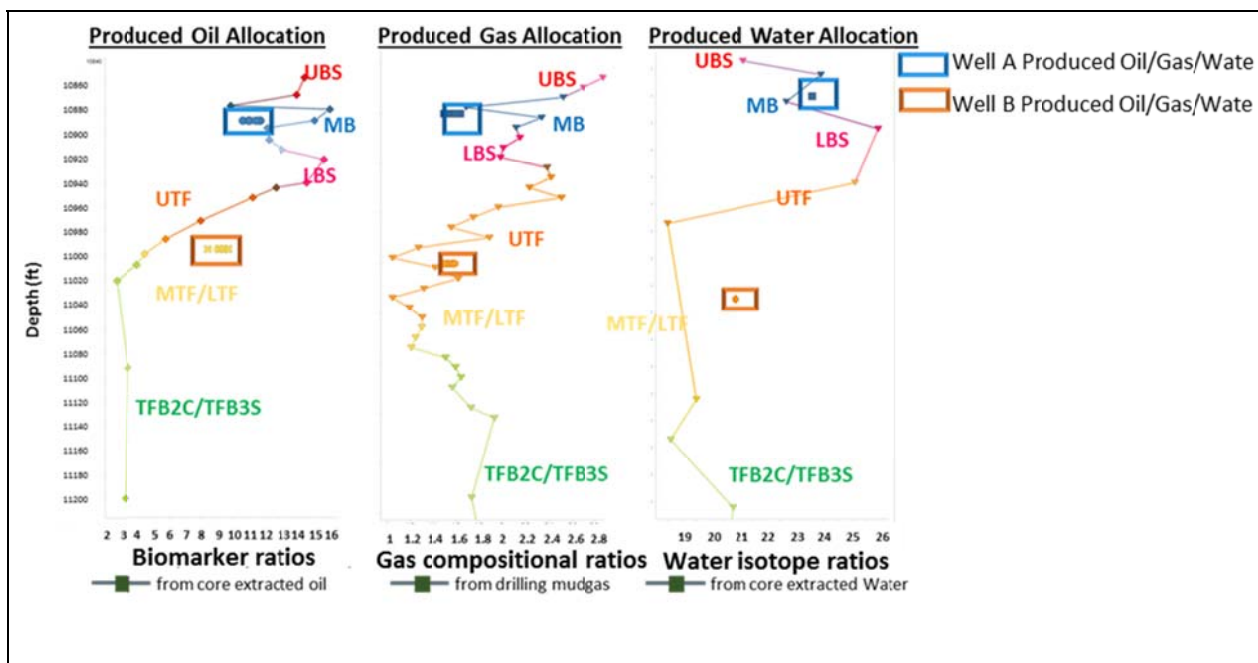 Produced Oil Allocation
Produced Gas Allocation
Produced Water Allocation
Well A Produced Oil/Gas/Wate
Well B Produced Oil/Gas/Wate
UBS
MB
LBS
UTF
MTF/LTF
TFB2C/TFB3S
UBS
MB
LBS
UTF
MTF/LTF
TFB2C/TFB3S
UBS
MB
LBS
UTF
MTF/LTF
TFB2C/TFB3S
Depth (ft)
10840
10860
10880
10900
10920
10940
10960
10980
11000
11020
11040
11060
11080
11100
11120
11140
11160
11180
11200
2 3 4 5 6 7 8 9 10 11 12 13 14 15 16
1 1.2 1.4 1.6 1.8 2 2.2 2.4 2.6 2.8
19 20 21 22 23 24 25 26
Biomarker ratios
Gas compositional ratios
Water isotope ratios
from core extracted oil
from drilling mudgas
from core extracted Water